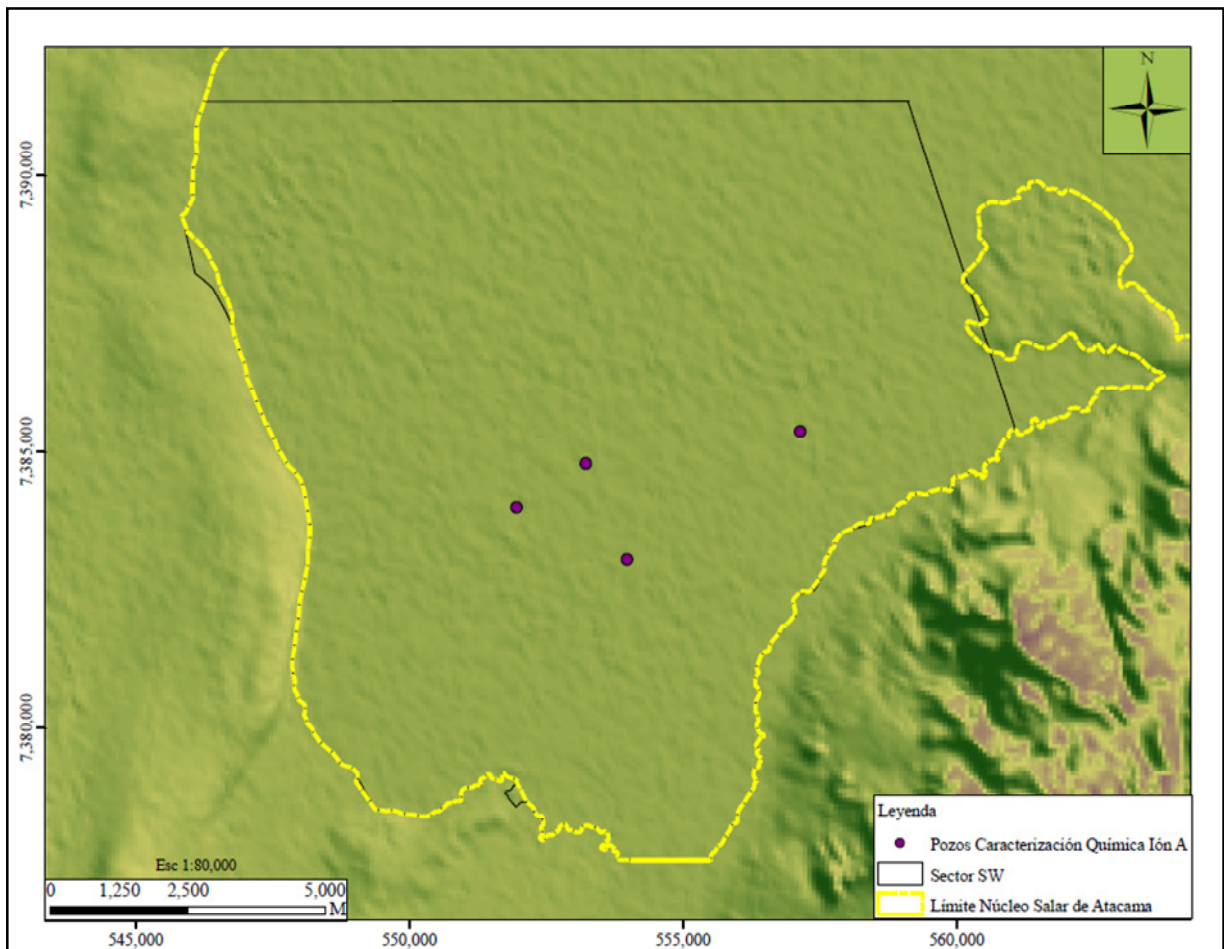 N
7,390,000
7,385,000
7,380,000
Leyenda
Pozos Caracterización Química Ión A
Sector SW
Límite Núcleo Salar de Atacama
Esc 1:80,000
0 1,250 2,500 5,000
M
545,000 550,000 555,000 560,000